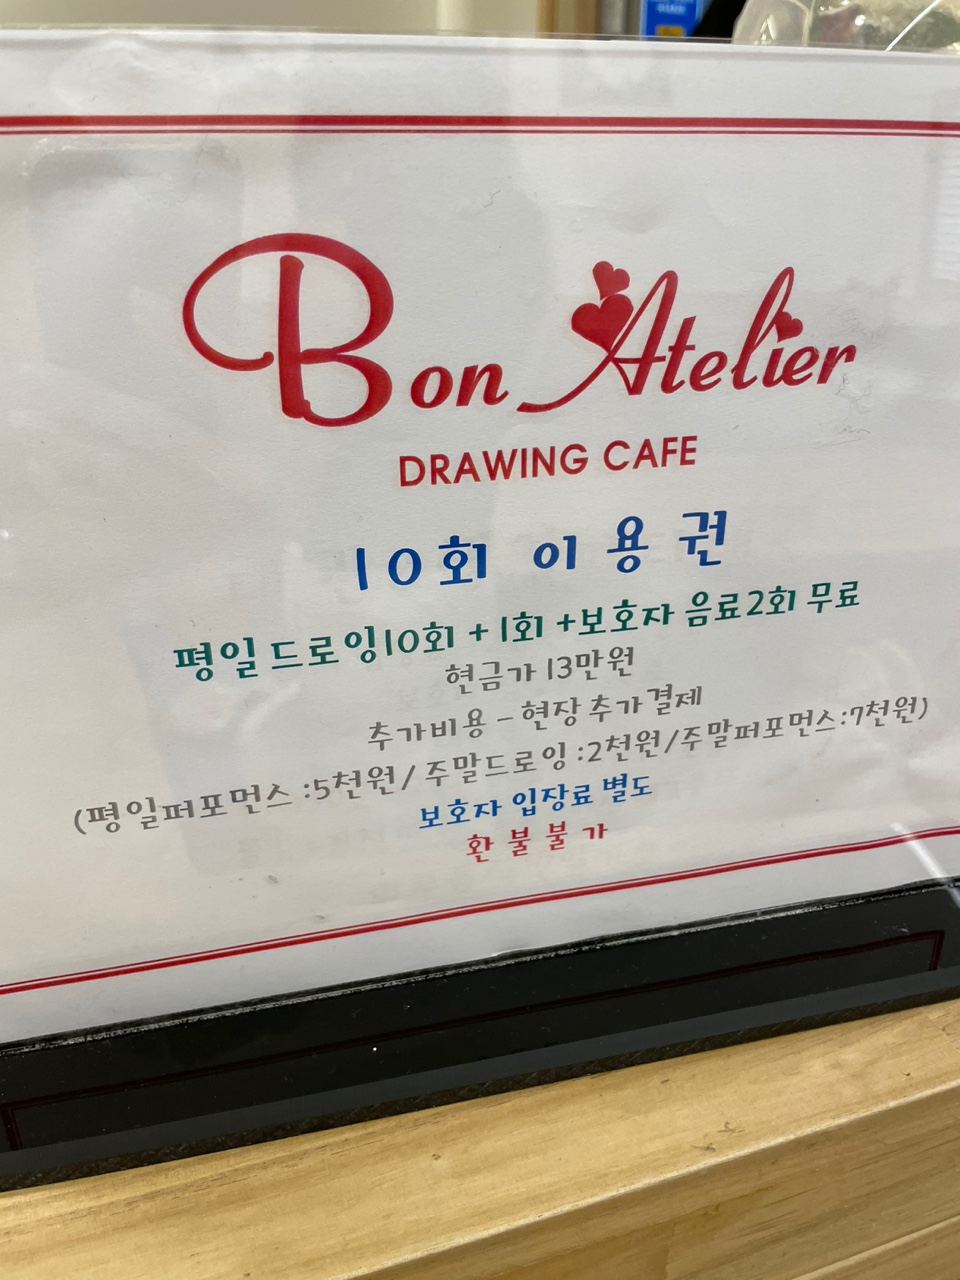 Bon Atelier
DRAWING CAFE
10회 이용권
평일 드로잉10회 + 1회 +보호자 음료2회 무료
현금가 13만원
추가비용 - 현장 추가결제
(평일퍼포먼스 :5천원/ 주말드로잉 :2천원/주말퍼포먼스:7천원)
보호자 입장료 별도
환불불가